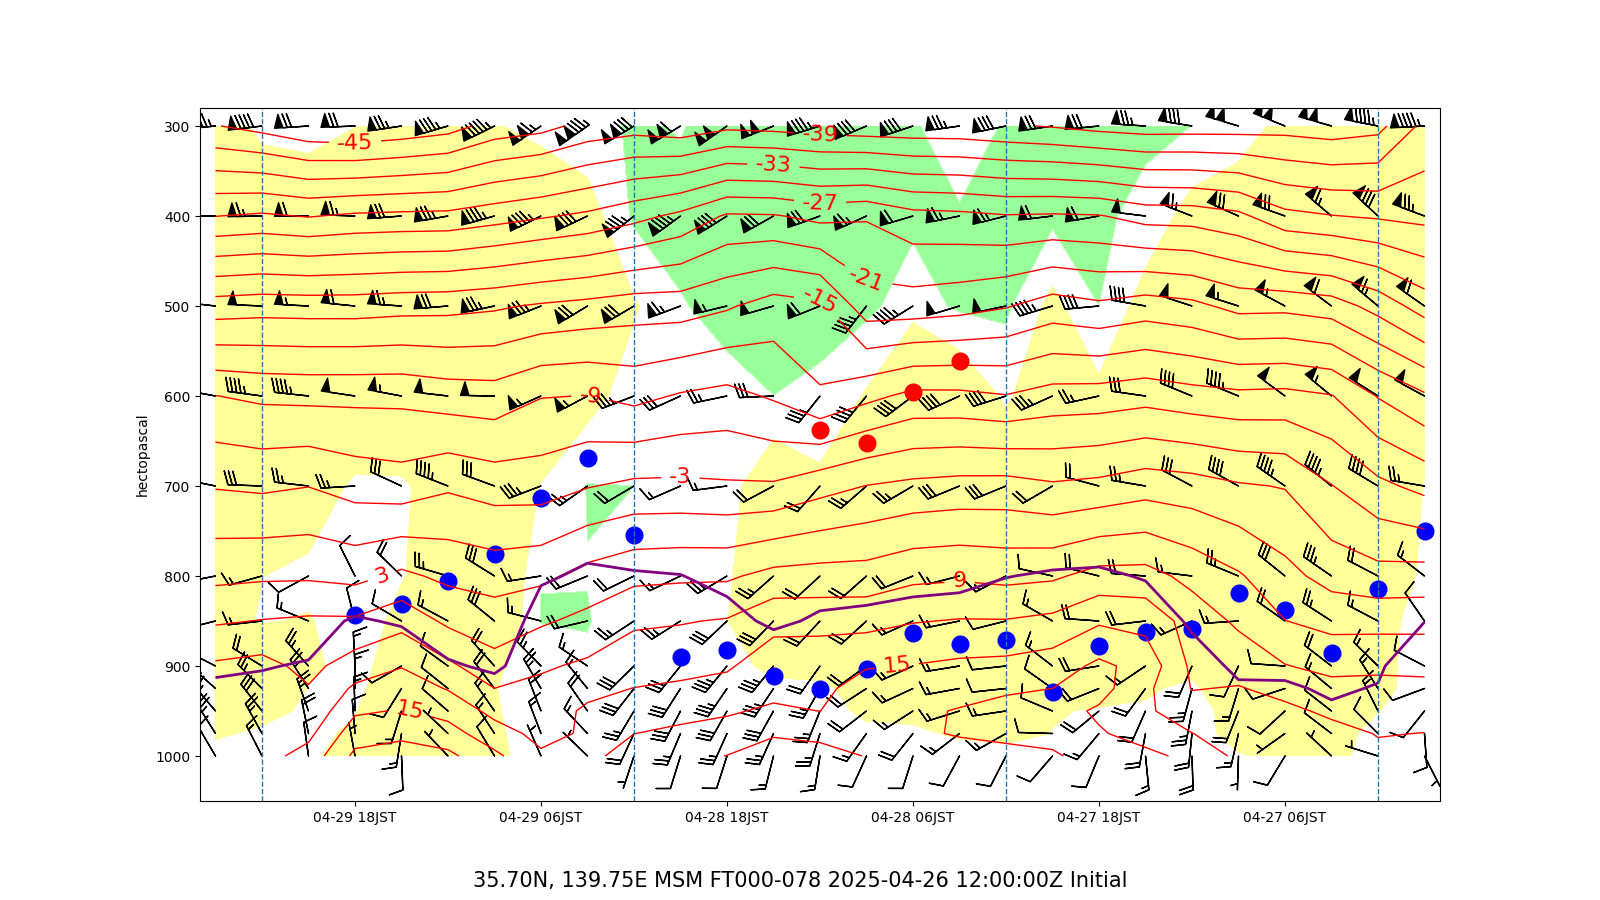 300
400
500
600
700
800
900
1000
hectopascal
-45
-39
-33
-27
-21
-15
-9
-3
3
9
15
15
04-29 18JST
04-29 06JST
04-28 18JST
04-28 06JST
04-27 18JST
04-27 06JST
35.70N, 139.75E MSM FT000-078 2025-04-26 12:00:00Z Initial